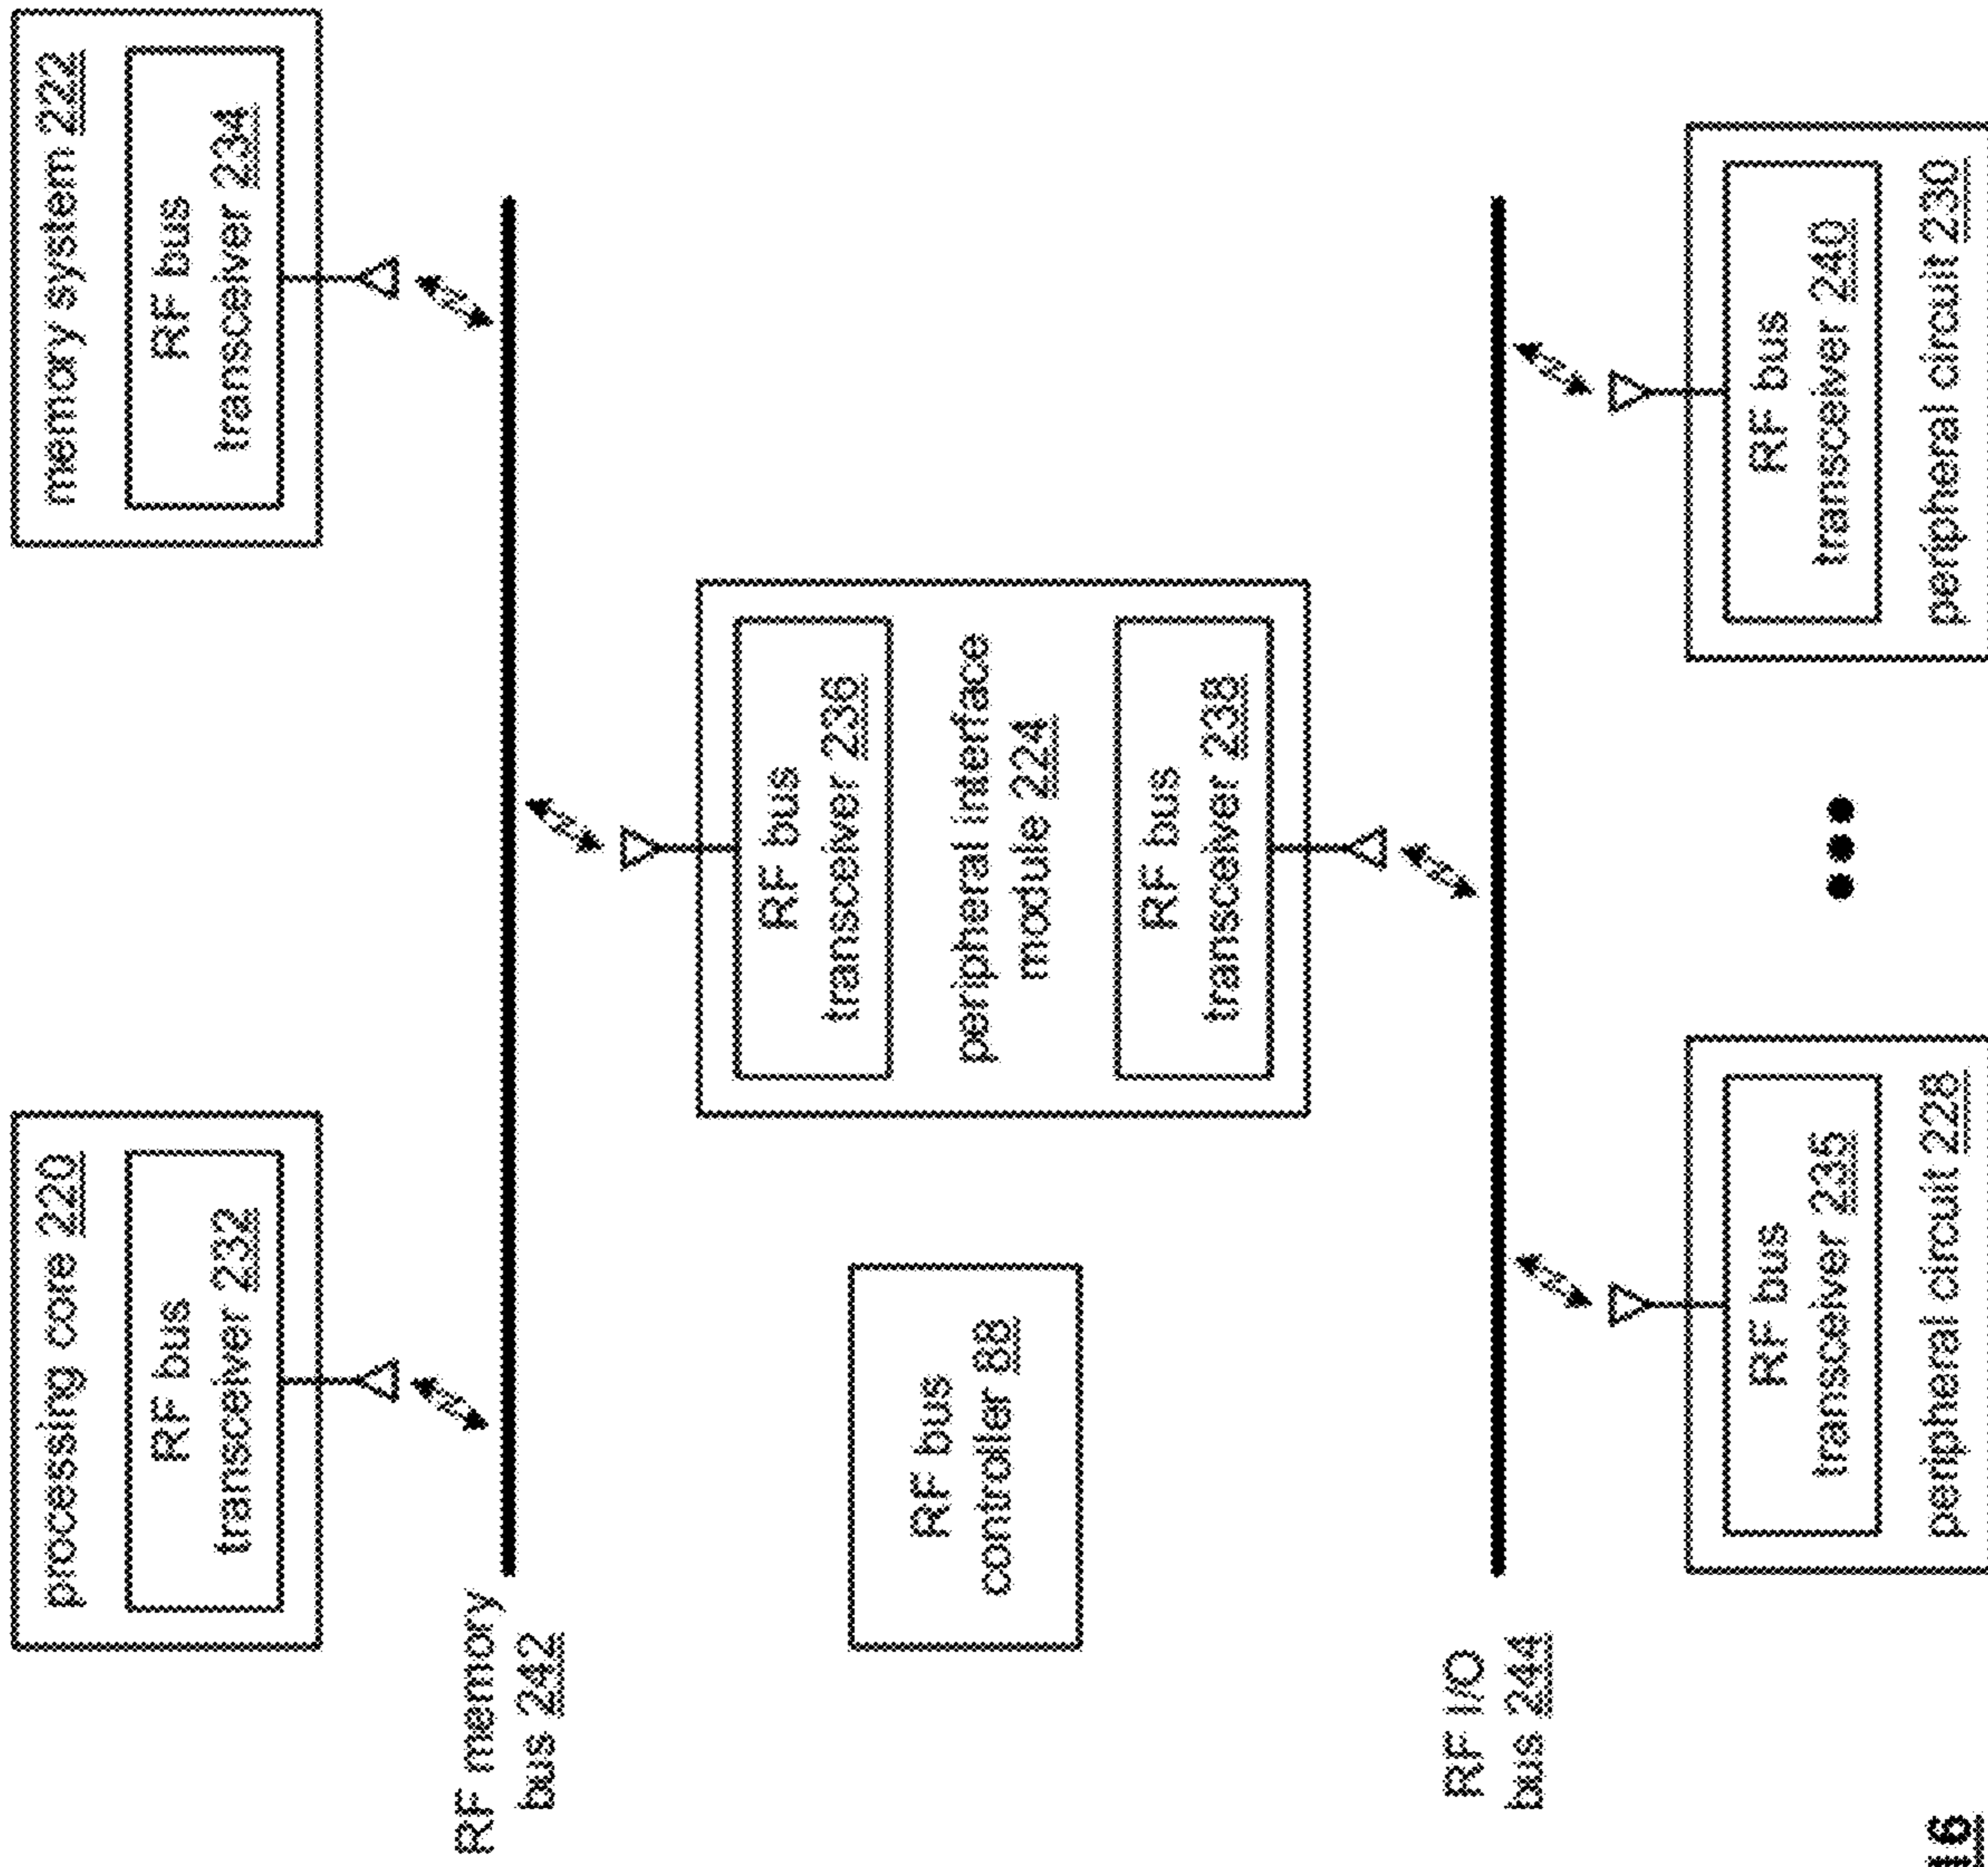 processing core 220
RF bus
transceiver 232
memory system 222
RF bus
transceiver 234
RF memory
bus 242
RF bus
transceiver 236
peripheral interface
module 224
RF bus
transceiver 238
RF bus
controller 88
RF I/O
bus 244
RF bus
transceiver 235
peripheral circuit 228
RF bus
transceiver 240
peripheral circuit 230